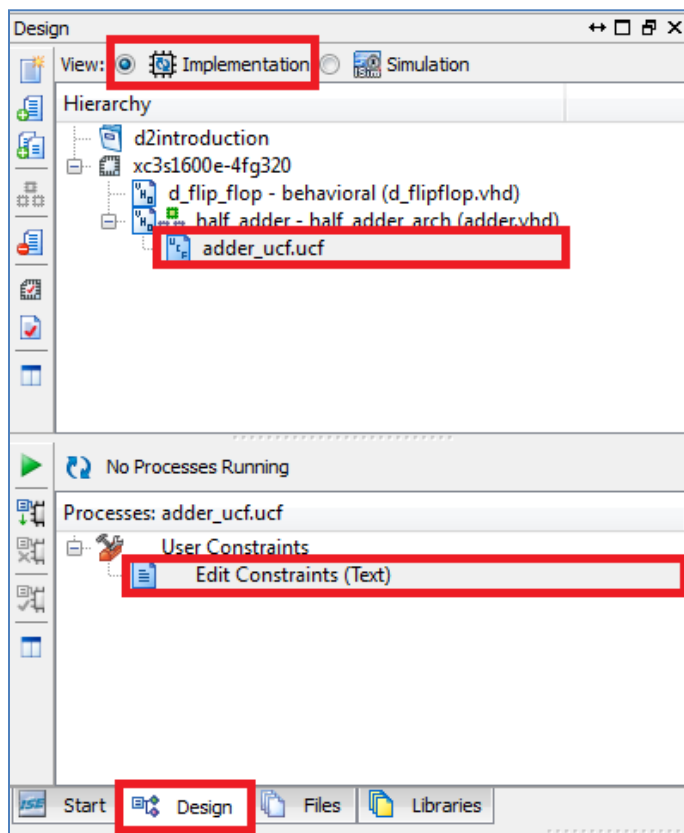 Design
View: Implementation Simulation
Hierarchy
d2introduction
xc3s1600e-4fg320
d_flip_flop - behavioral (d_flipflop.vhd)
half_adder - half_adder_arch (adder.vhd)
adder_ucf.ucf
No Processes Running
Processes: adder_ucf.ucf
User Constraints
Edit Constraints (Text)
ISE Start Design Files Libraries